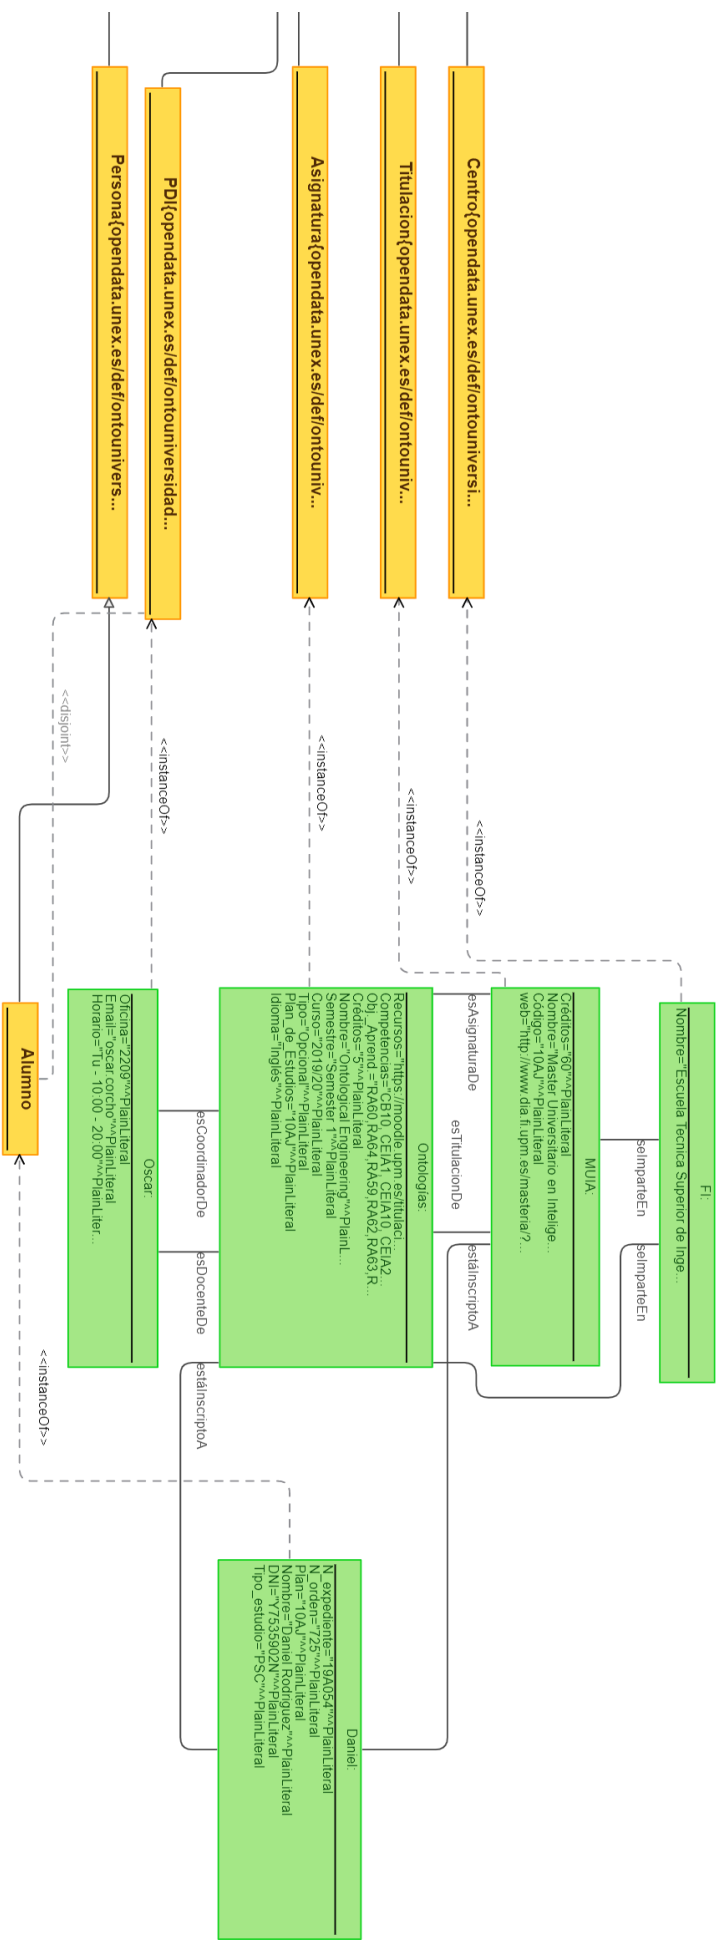 Centro{opendata.unex.es/def/ontouniversi...
Titulacion{opendata.unex.es/def/ontouniv...
Asignatura{opendata.unex.es/def/ontouniv...
PDI{opendata.unex.es/def/ontouniversidad...
Persona{opendata.unex.es/def/ontounivers...
<<instanceOf>>
<<instanceOf>>
<<instanceOf>>
<<instanceOf>>
<<disjoint>>
FI:
Nombre="Escuela Tecnica Superior de Inge...
seImparteEn
seImparteEn
MUIA:
Créditos="60"^^PlainLiteral
Nombre="Master Universitario en Intelige...
Código="10AJ"^^PlainLiteral
web="http://www.dia.fi.upm.es/masteria/?...
esAsignaturaDe
esTitulacionDe
estáInscriptoA
Ontologías:
Recursos="https://moodle.upm.es/titulaci...
Competencias="CB10, CEIA1, CEIA10, CEIA2...
Obj._Aprend.="RA60,RA64,RA59,RA62,RA63,R...
Créditos="5"^^PlainLiteral
Nombre="Ontological Engineering"^^PlainL...
Semestre="Semester 1"^^PlainLiteral
Curso="2019/20"^^PlainLiteral
Tipo="Opcional"^^PlainLiteral
Plan_de_Estudios="10AJ"^^PlainLiteral
Idioma="Inglés"^^PlainLiteral
esCoordinadorDe
esDocenteDe
estáInscriptoA
Oscar:
Oficina="2209"^^PlainLiteral
Email="oscar.corcho"^^PlainLiteral
Horario="Tu - 10:00 - 20:00"^^PlainLiter...
Alumno
<<instanceOf>>
Daniel:
N_expediente="19A054"^^PlainLiteral
N_orden="725"^^PlainLiteral
Plan="10AJ"^^PlainLiteral
Nombre="Daniel Rodriguez"^^PlainLiteral
DNI="Y7535902N"^^PlainLiteral
Tipo_estudio="PSC"^^PlainLiteral